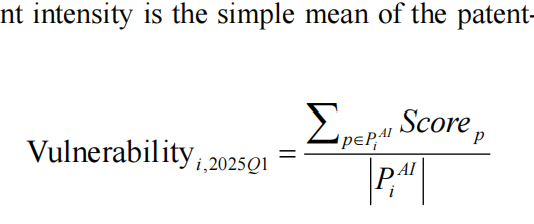 nt intensity is the simple mean of the patent-
Vulnerability_{i,2025Q1} = \frac{\sum_{p \in P_i^{AI}} Score_p}{|P_i^{AI}|}